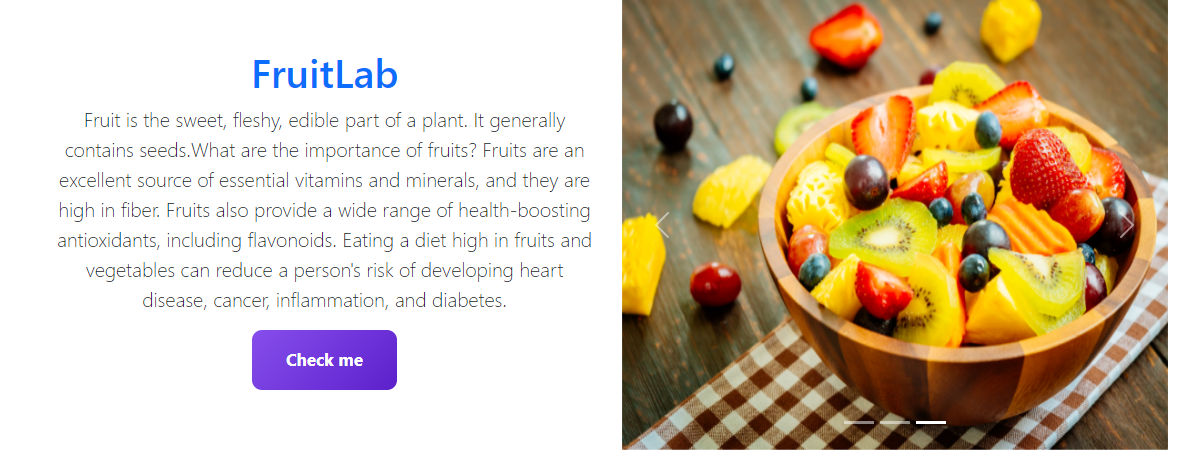 FruitLab
Fruit is the sweet, fleshy, edible part of a plant. It generally
contains seeds.What are the importance of fruits? Fruits are an
excellent source of essential vitamins and minerals, and they are
high in fiber. Fruits also provide a wide range of health-boosting
antioxidants, including flavonoids. Eating a diet high in fruits and
vegetables can reduce a person's risk of developing heart
disease, cancer, inflammation, and diabetes.
Check me